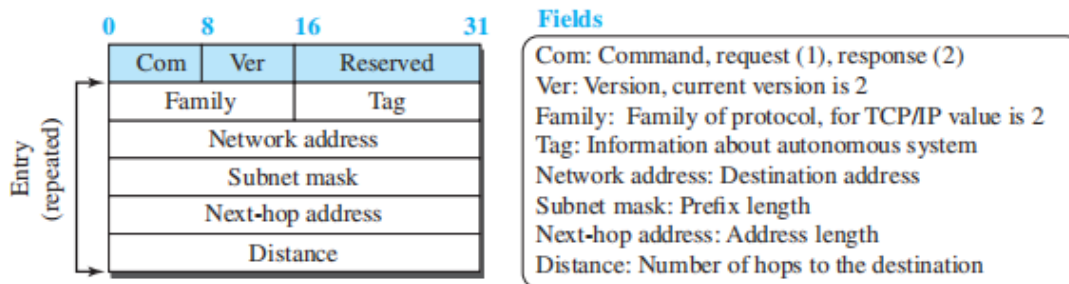 0 8 16 31
Com Ver Reserved
Family Tag
Network address
Subnet mask
Next-hop address
Distance
Entry
(repeated)
Fields
Com: Command, request (1), response (2)
Ver: Version, current version is 2
Family: Family of protocol, for TCP/IP value is 2
Tag: Information about autonomous system
Network address: Destination address
Subnet mask: Prefix length
Next-hop address: Address length
Distance: Number of hops to the destination